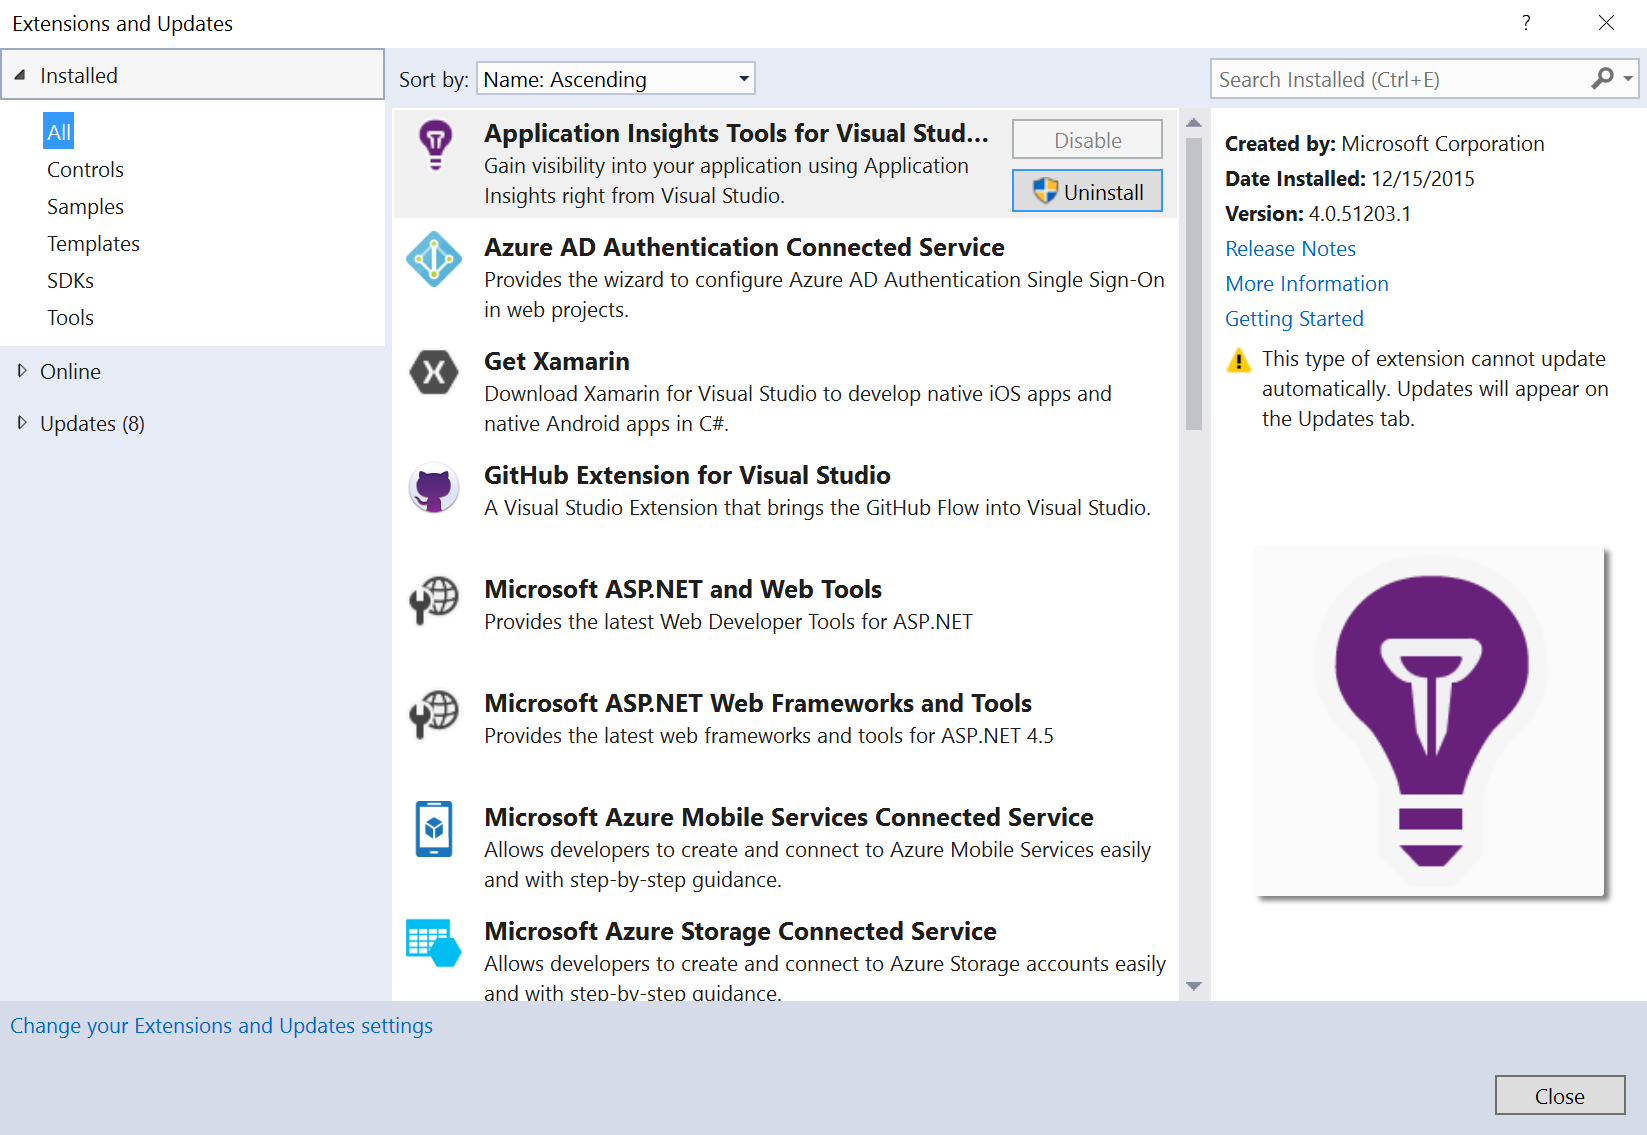 Extensions and Updates
?
Installed
All
Controls
Samples
Templates
SDKs
Tools
Online
Updates (8)
Sort by: Name: Ascending
Application Insights Tools for Visual Stud...
Gain visibility into your application using Application
Insights right from Visual Studio.
Disable
Uninstall
Azure AD Authentication Connected Service
Provides the wizard to configure Azure AD Authentication Single Sign-On
in web projects.
Get Xamarin
Download Xamarin for Visual Studio to develop native iOS apps and
native Android apps in C#.
GitHub Extension for Visual Studio
A Visual Studio Extension that brings the GitHub Flow into Visual Studio.
Microsoft ASP.NET and Web Tools
Provides the latest Web Developer Tools for ASP.NET
Microsoft ASP.NET Web Frameworks and Tools
Provides the latest web frameworks and tools for ASP.NET 4.5
Microsoft Azure Mobile Services Connected Service
Allows developers to create and connect to Azure Mobile Services easily
and with step-by-step guidance.
Microsoft Azure Storage Connected Service
Allows developers to create and connect to Azure Storage accounts easily
and with step-by-step guidance.
Search Installed (Ctrl+E)
Created by: Microsoft Corporation
Date Installed: 12/15/2015
Version: 4.0.51203.1
Release Notes
More Information
Getting Started
This type of extension cannot update
automatically. Updates will appear on
the Updates tab.
Change your Extensions and Updates settings
Close